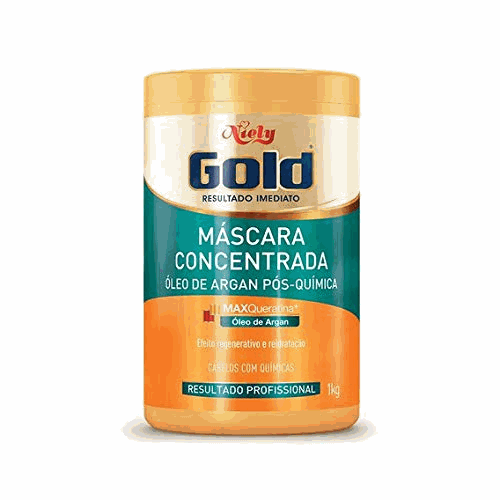 Niely
Gold
RESULTADO IMEDIATO
MÁSCARA
CONCENTRADA
ÓLEO DE ARGAN PÓS-QUÍMICA
MAXQueratina+
Óleo de Argan
Efeito regenerativo e reidratação
CABELOS COM QUÍMICAS
RESULTADO PROFISSIONAL
1kg